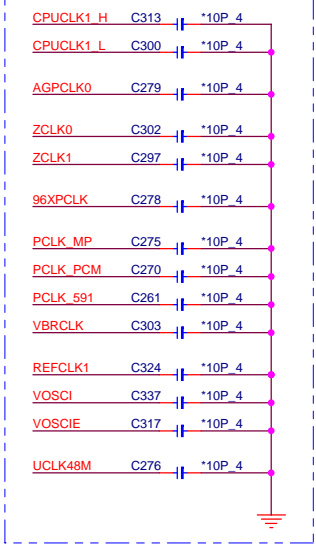 CPUCLK1_H C313 *10P_4
CPUCLK1_L C300 *10P_4
AGPCLK0 C279 *10P_4
ZCLK0 C302 *10P_4
ZCLK1 C297 *10P_4
96XPCLK C278 *10P_4
PCLK_MP C275 *10P_4
PCLK_PCM C270 *10P_4
PCLK_591 C261 *10P_4
VBRCLK C303 *10P_4
REFCLK1 C324 *10P_4
VOSCI C337 *10P_4
VOSCIE C317 *10P_4
UCLK48M C276 *10P_4